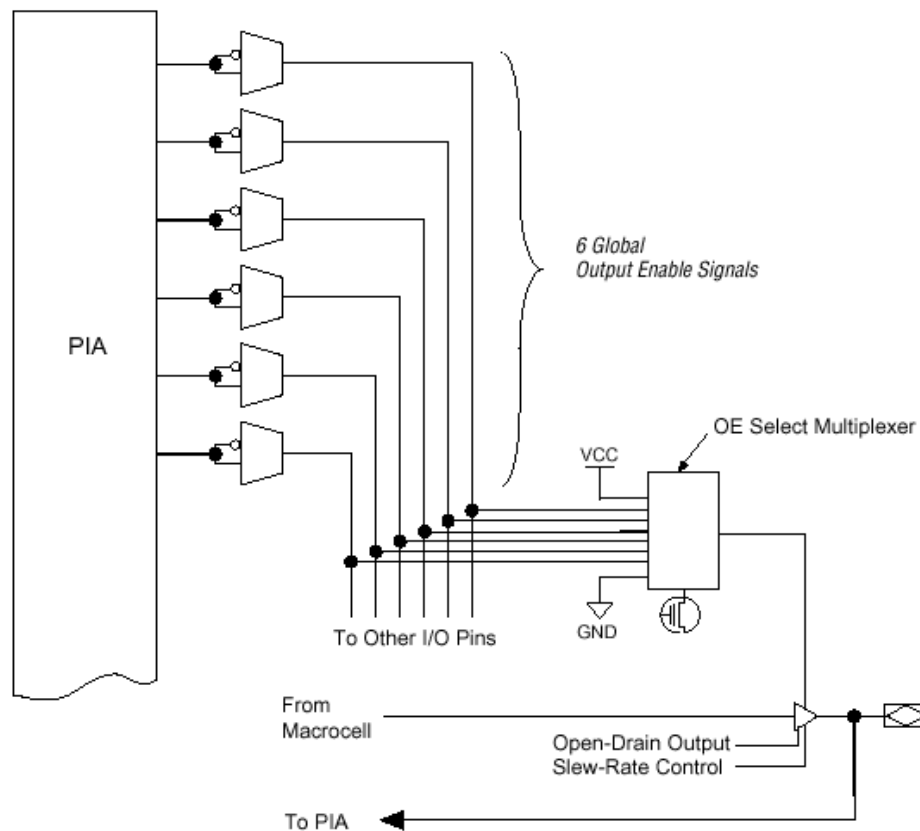 6 Global
Output Enable Signals
PIA
OE Select Multiplexer
VCC
GND
To Other I/O Pins
From
Macrocell
Open-Drain Output
Slew-Rate Control
To PIA